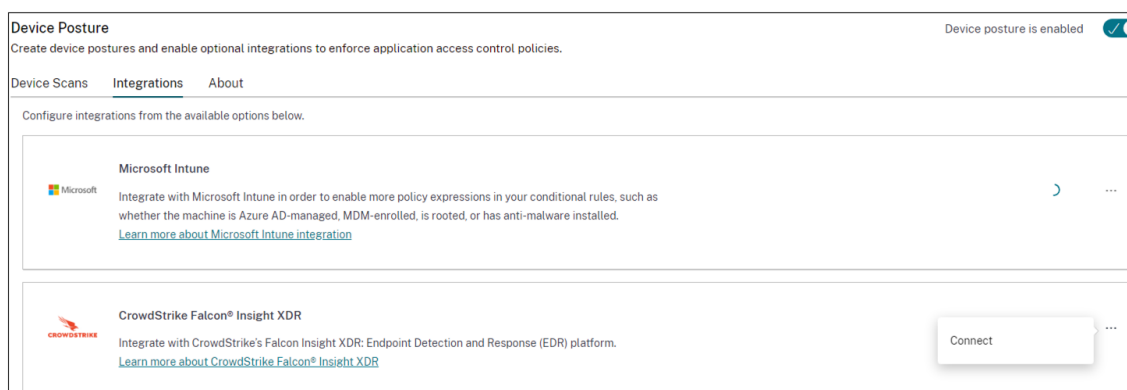 Device Posture
Device posture is enabled
Create device postures and enable optional integrations to enforce application access control policies.
Device Scans Integrations About
Configure integrations from the available options below.
Microsoft Intune
Microsoft
Integrate with Microsoft Intune in order to enable more policy expressions in your conditional rules, such as
whether the machine is Azure AD-managed, MDM-enrolled, is rooted, or has anti-malware installed.
Learn more about Microsoft Intune integration
CrowdStrike Falcon® Insight XDR
CROWDSTRIKE
Integrate with CrowdStrike's Falcon Insight XDR: Endpoint Detection and Response (EDR) platform.
Learn more about CrowdStrike Falcon® Insight XDR
Connect